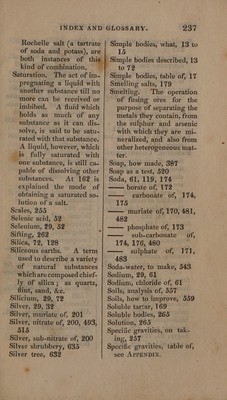 INDEX AND GLOSSARY. 237
Rochelle salt (a tartrate
of soda and potass), are
both instances of this
kind of combination.
Saturation. The act of im-
pregnating a liquid with
another substance till no
more can be received or
imbibed. A fluid which
holds as much of any
substance as it can dis-
solve, is said to be satu-
rated with that substance.
A liquid, however, which
is fully saturated with
one substance, is still ca-
pable of dissolving other
substances. At 162 is
explained the mode of
obtaining a saturated so-
lution of a salt.
Scales, 255
Selenic acid, 52
Selenium, 29, 52
Sifting, 262
Silica, 72, 128
Siliceous earths. A term
used to describe a variety
of natural substances
which are composed chief-
ly of silica; as quartz,
flint, sand, &c.
Silicium, 29, 72
Silver, 29, 32
Silver, muriate of, 201
Silver, nitrate of, 200, 493,
515
Silver, sub-nitrate of, 200
Silver shrubbery, 635
Silver tree, 632
Simple bodies, what, 13 to
15
Simple bodies described, 13
to 72
Simple bodies, table of, 17
Smelling salts, 179
Smelting. The operation
of fusing ores for the
purpose of separating the
metals they contain, from
the sulphur and arsenic
with which they are mi-
neralized, and also from
other heterogeneous mat-
ter.
Soap, how made, 387
Soap as a test, 520
Soda, 61, 119, 174
—— borate of, 172
—— carbonate of, 174,
175
—— muriate of, 170, 481,
482
—— phosphate of, 173
—— sub-carbonate of,
174, 176, 480
—— sulphate of, 171,
483
Soda-water, to make, 543
Sodium, 29, 61
Sodium, chloride of, 61
Soils, analysis of, 557
Soils, how to improve, 559
Soluble tartar, 169
Soluble bodies, 265
Solution, 265
Specific gravities, on tak-
ing, 257
Specific gravities, table of,
see APPENDIX.